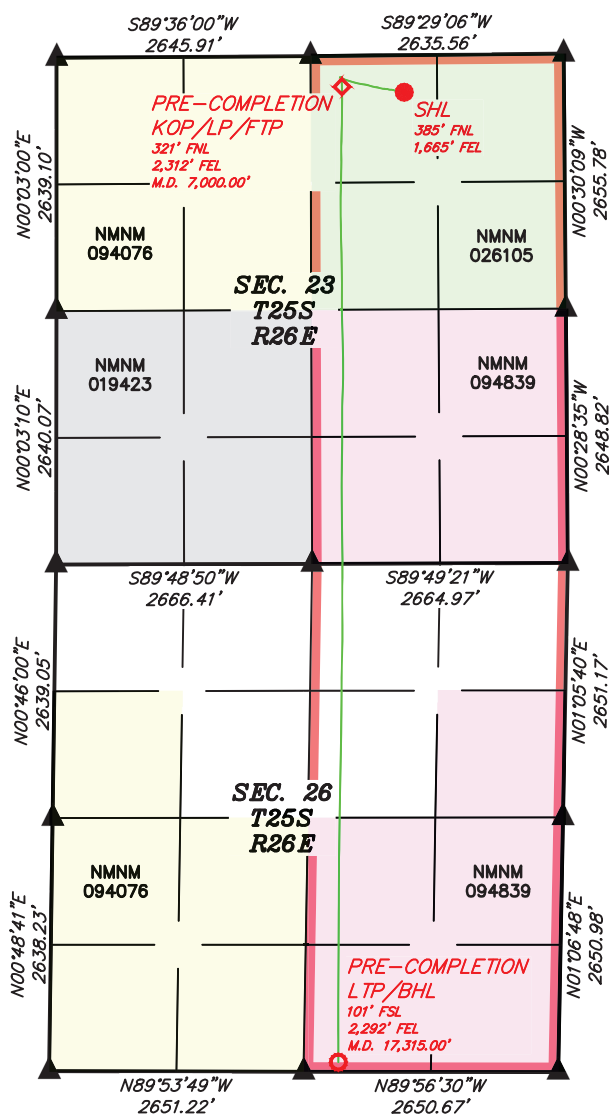 S89°36'00"W
2645.91'
S89°29'06"W
2635.56'
PRE-COMPLETION
KOP/LP/FTP
321' FNL
2,312' FEL
M.D. 7,000.00'
SHL
385' FNL
1,665' FEL
N00°03'00"E
2639.10'
N00°30'09"W
2655.78'
NMNM
094076
NMNM
026105
SEC. 23
T25S
R26E
NMNM
019423
NMNM
094839
N00°03'10"E
2640.07'
N00°28'35"W
2648.82'
S89°48'50"W
2666.41'
S89°49'21"W
2664.97'
N00°46'00"E
2639.05'
N01°05'40"E
2651.17'
SEC. 26
T25S
R26E
NMNM
094076
NMNM
094839
N00°48'41"E
2638.23'
N01°06'48"E
2650.98'
PRE-COMPLETION
LTP/BHL
101' FSL
2,292' FEL
M.D. 17,315.00'
N89°53'49"W
2651.22'
N89°56'30"W
2650.67'